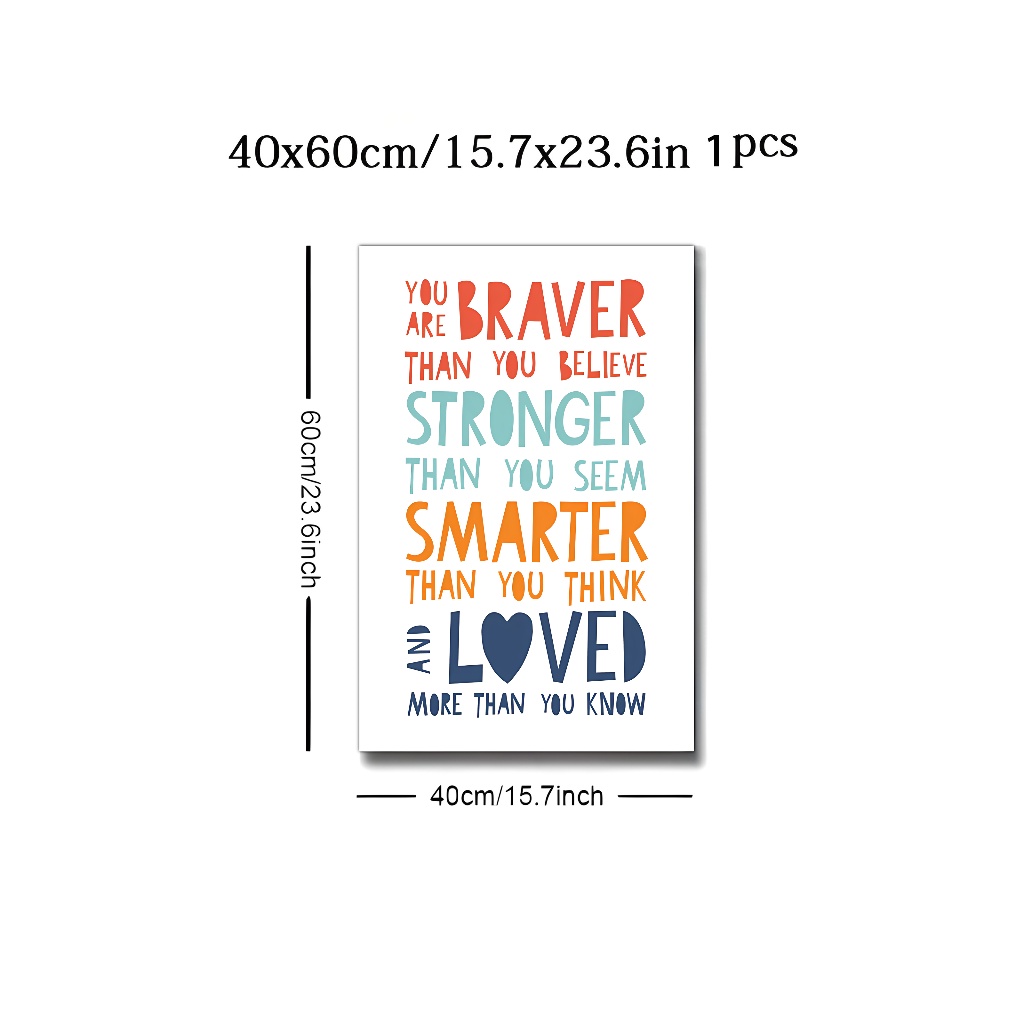 40x60cm/15.7x23.6in 1pcs
YOU ARE BRAVER
THAN YOU BELIEVE
STRONGER
THAN YOU SEEM
SMARTER
THAN YOU THINK
AND LOVED
MORE THAN YOU KNOW
60cm/23.6inch
40cm/15.7inch